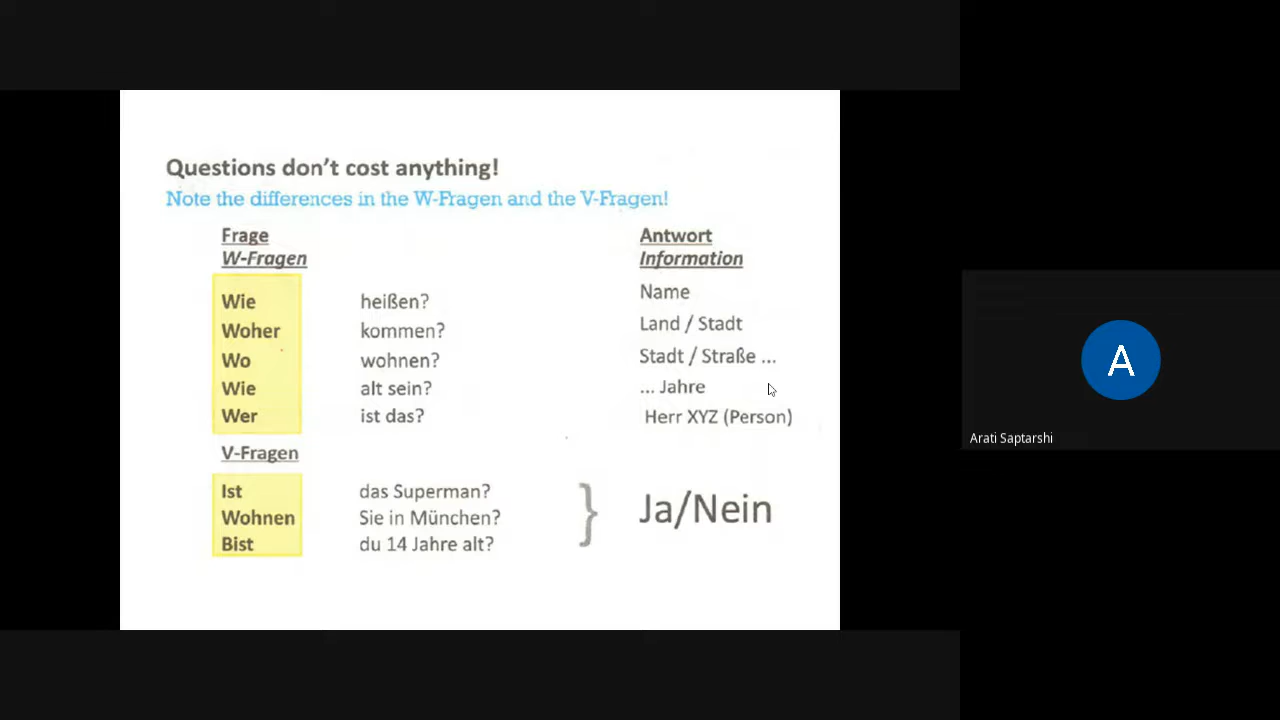 Questions don't cost anything!
Note the differences in the W-Fragen and the V-Fragen!
Frage Antwort
W-Fragen Information
Wie heißen? Name
Woher kommen? Land / Stadt
Wo wohnen? Stadt / Straße ...
Wie alt sein? ... Jahre
Wer ist das? Herr XYZ (Person)
V-Fragen
Ist das Superman?
Wohnen Sie in München? } Ja/Nein
Bist du 14 Jahre alt?
A
Arati Saptarshi